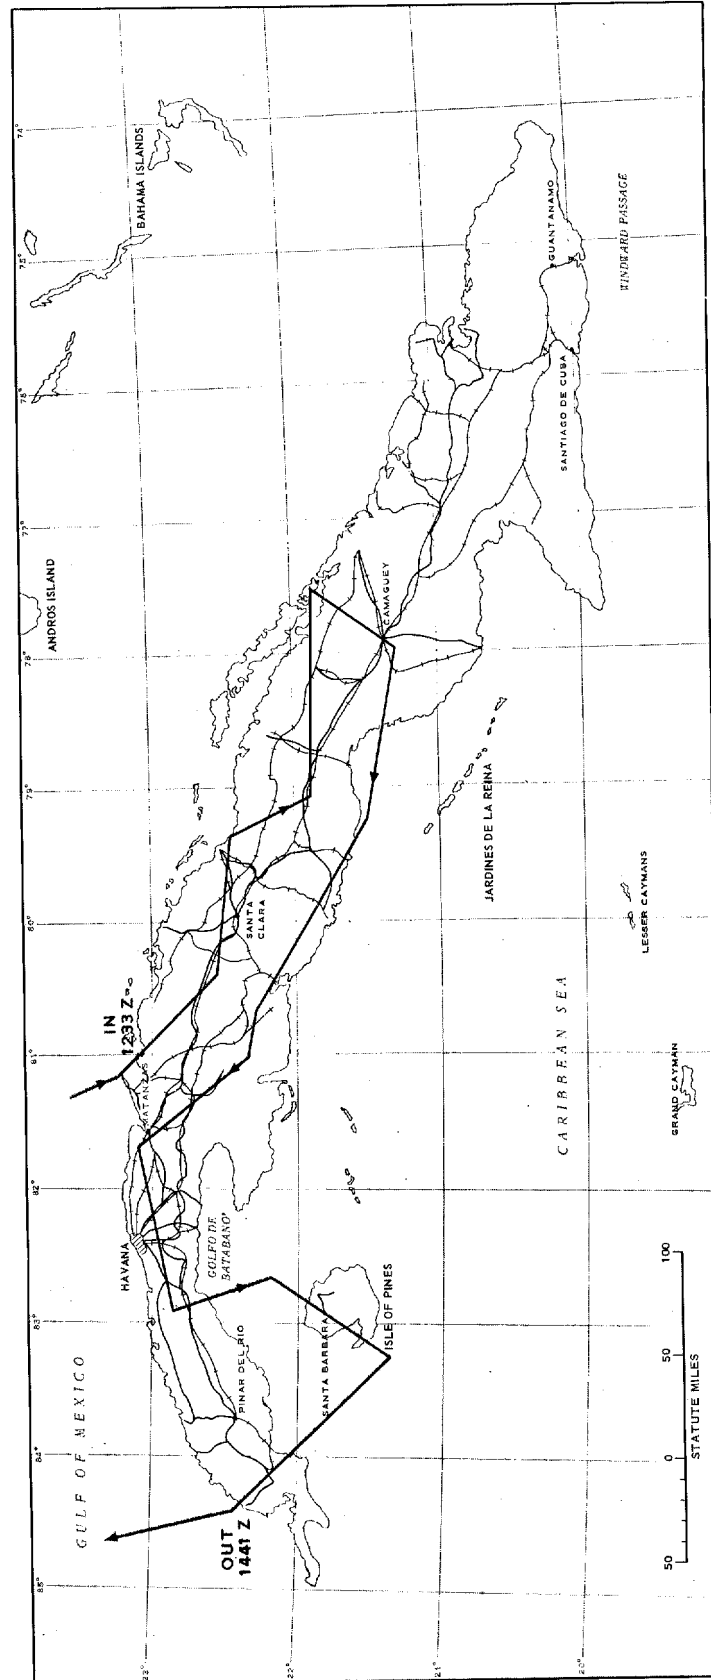 85°
84°
83°
82°
81°
80°
79°
78°
77°
76°
75°
74°
23°
22°
21°
20°
GULF OF MEXICO
HAVANA
MATANZAS
IN
1233 Z
ANDROS ISLAND
BAHAMA ISLANDS
OUT
1441 Z
PINAR DEL RIO
GOLFO DE
BATABANO
SANTA
CLARA
CAMAGUEY
GUANTANAMO
SANTIAGO DE CUBA
WINDWARD PASSAGE
SANTA BARBARA
ISLE OF PINES
JARDINES DE LA REINA
CARIBBEAN SEA
LESSER CAYMANS
GRAND CAYMAN
50 0 50 100
STATUTE MILES